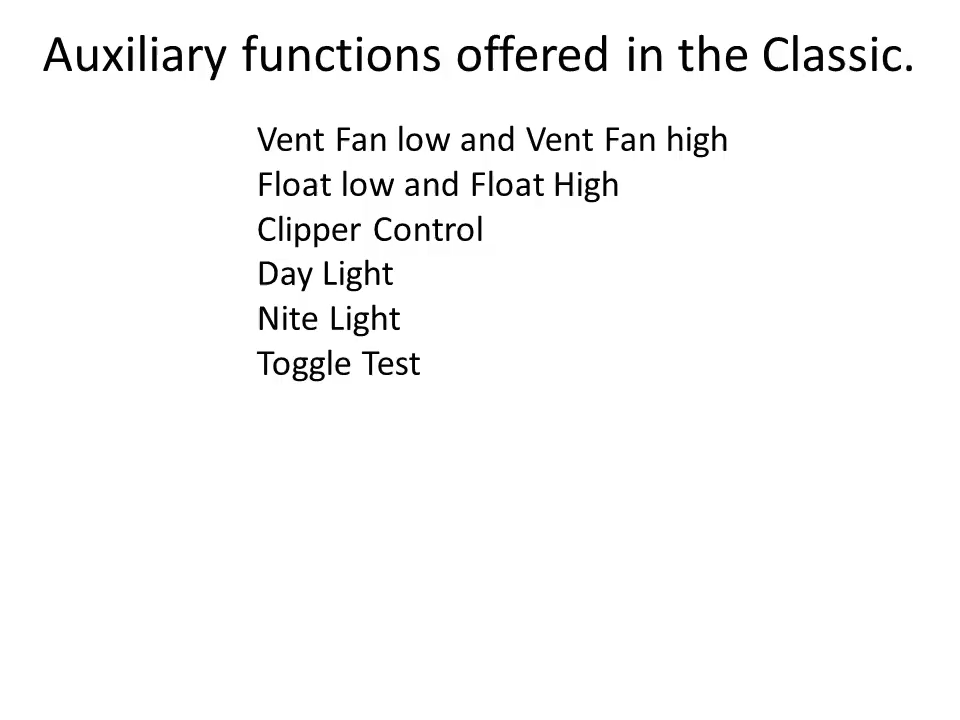 Auxiliary functions offered in the Classic.
Vent Fan low and Vent Fan high
Float low and Float High
Clipper Control
Day Light
Nite Light
Toggle Test